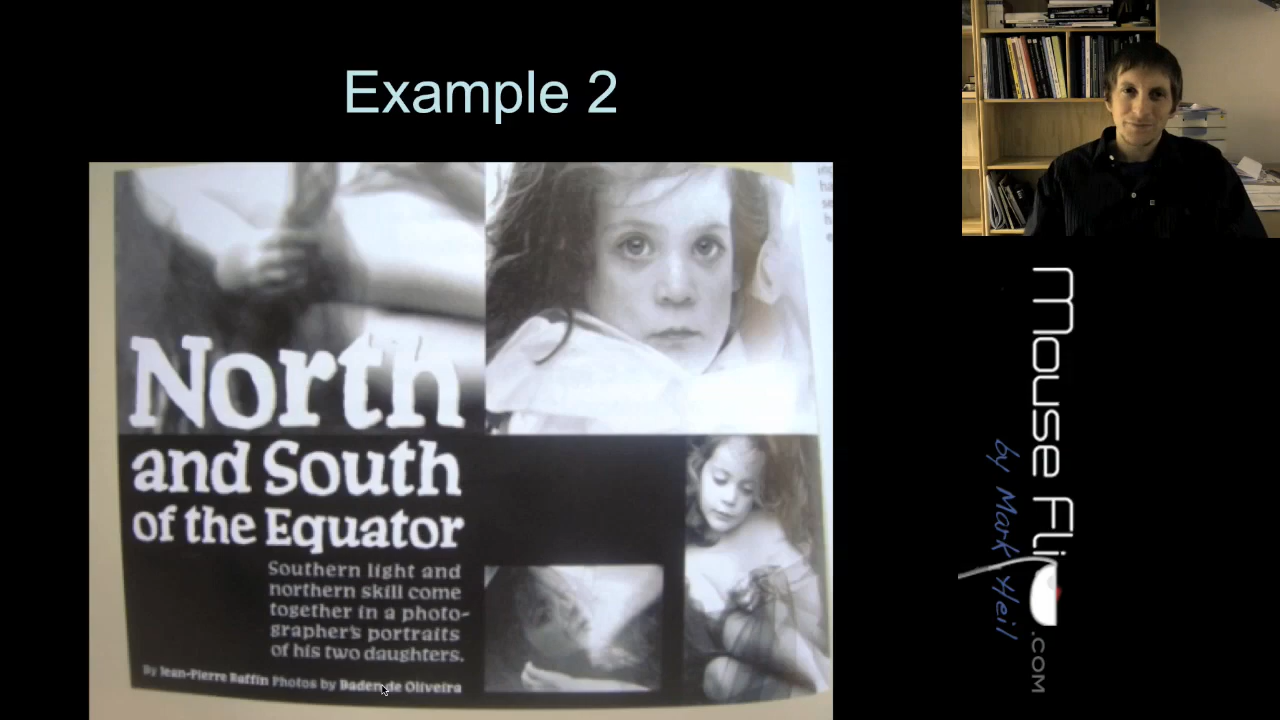 Example 2
North
and South
of the Equator
Southern light and
northern skill come
together in a photo-
grapher's portraits
of his two daughters.
By Jean-Pierre Raffin Photos by Baden de Oliveira
Mouse Flip
.COM
by Mark Heil